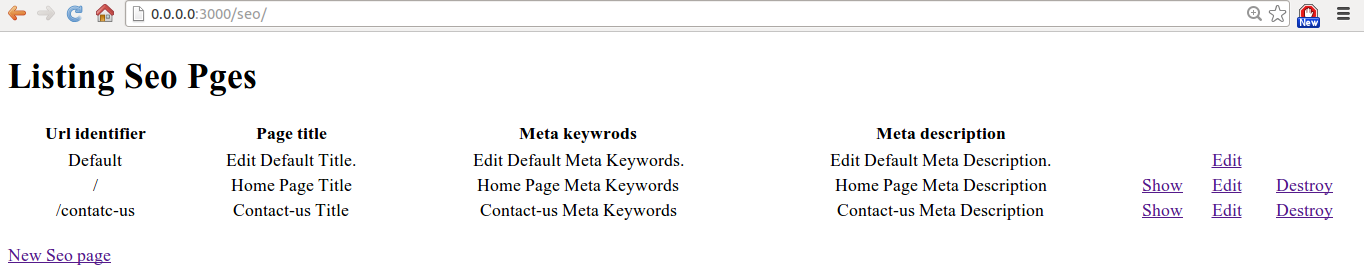 0.0.0.0:3000/seo/
New
Listing Seo Pges
Url identifier Page title Meta keywrods Meta description
Default Edit Default Title. Edit Default Meta Keywords. Edit Default Meta Description. Edit
/ Home Page Title Home Page Meta Keywords Home Page Meta Description Show Edit Destroy
/contatc-us Contact-us Title Contact-us Meta Keywords Contact-us Meta Description Show Edit Destroy
New Seo page